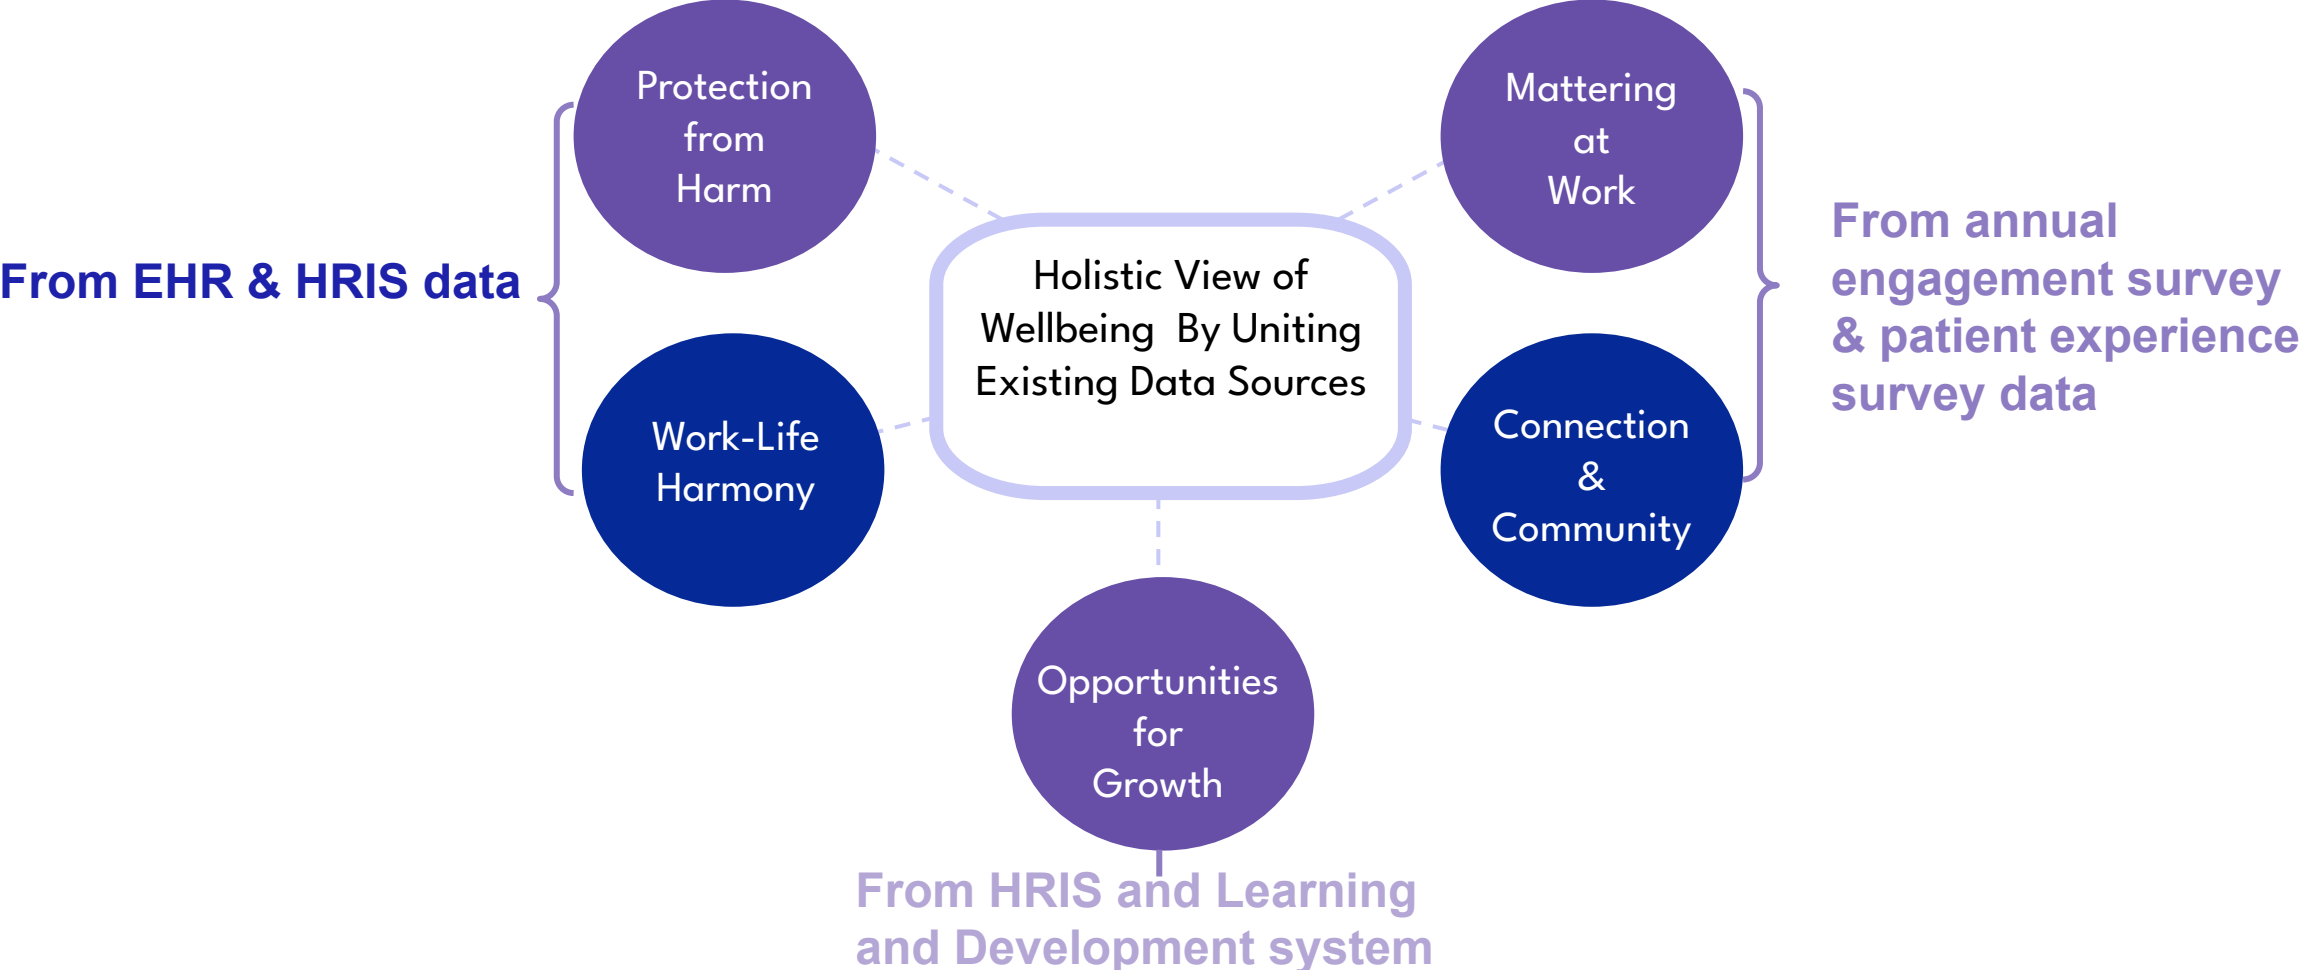 Protection
from
Harm
Mattering
at
Work
From EHR & HRIS data
Holistic View of
Wellbeing  By Uniting
Existing Data Sources
From annual
engagement survey
& patient experience
survey data
Work-Life
Harmony
Connection
&
Community
Opportunities
for
Growth
From HRIS and Learning
and Development system